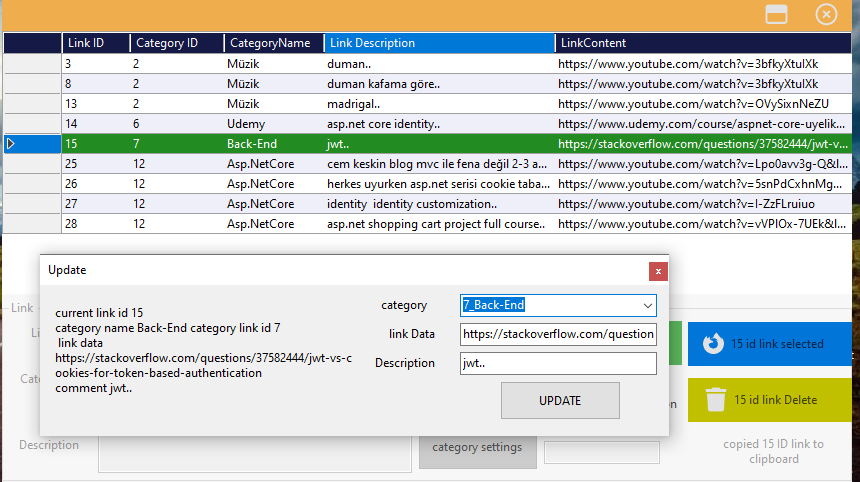 Link ID Category ID CategoryName Link Description LinkContent
3 2 Müzik duman.. https://www.youtube.com/watch?v=3bfkyXtulXk
8 2 Müzik duman kafama göre.. https://www.youtube.com/watch?v=3bfkyXtulXk
13 2 Müzik madrigal.. https://www.youtube.com/watch?v=OVySixnNeZU
14 6 Udemy asp.net core identity.. https://www.udemy.com/course/aspnet-core-uyelik...
15 7 Back-End jwt.. https://stackoverflow.com/questions/37582444/jwt-v...
25 12 Asp.NetCore cem keskin blog mvc ile fena değil 2-3 a... https://www.youtube.com/watch?v=Lpo0avv3g-Q&l...
26 12 Asp.NetCore herkes uyurken asp.net serisi cookie taba... https://www.youtube.com/watch?v=5snPdCxhnMg...
27 12 Asp.NetCore identity identity customization.. https://www.youtube.com/watch?v=I-ZzFLruiuo
28 12 Asp.NetCore asp.net shopping cart project full course.. https://www.youtube.com/watch?v=vVPIOx-7UEk&l...
Update x
current link id 15
category name Back-End category link id 7
link data
https://stackoverflow.com/questions/37582444/jwt-vs-c
ookies-for-token-based-authentication
comment jwt..
category 7_Back-End
link Data https://stackoverflow.com/question
Description jwt..
UPDATE
Link
Li
Cate
Description
category settings
on
15 id link selected
15 id link Delete
copied 15 ID link to
clipboard